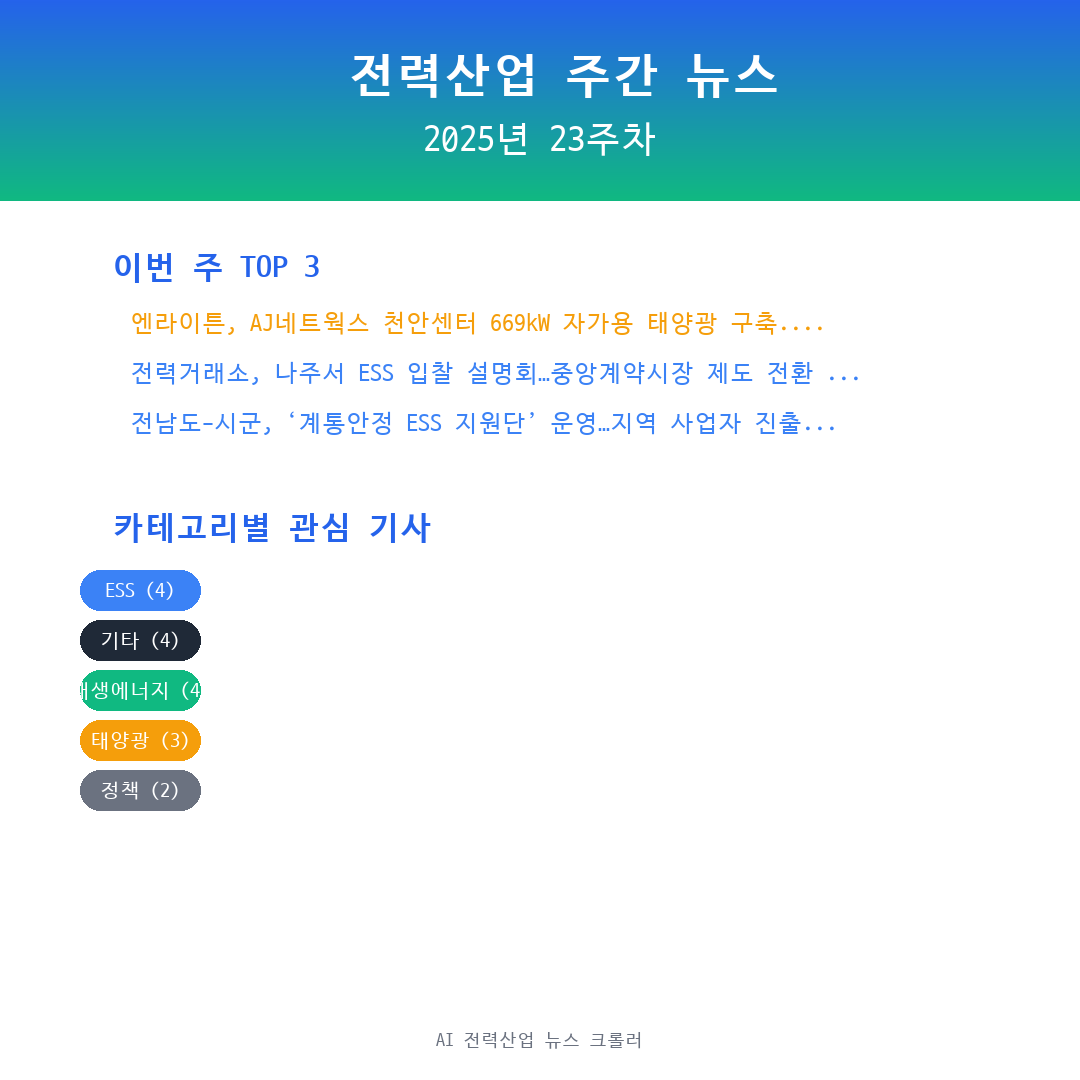 전력산업 주간 뉴스
2025년 23주차
이번 주 TOP 3
엔라이튼, AJ네트웍스 천안센터 669kW 자가용 태양광 구축....
전력거래소, 나주서 ESS 입찰 설명회…중앙계약시장 제도 전환 ...
전남도-시군, ‘계통안정 ESS 지원단’ 운영…지역 사업자 진출...
카테고리별 관심 기사
ESS (4)
기타 (4)
생에너지 (4
태양광 (3)
정책 (2)
AI 전력산업 뉴스 크롤러